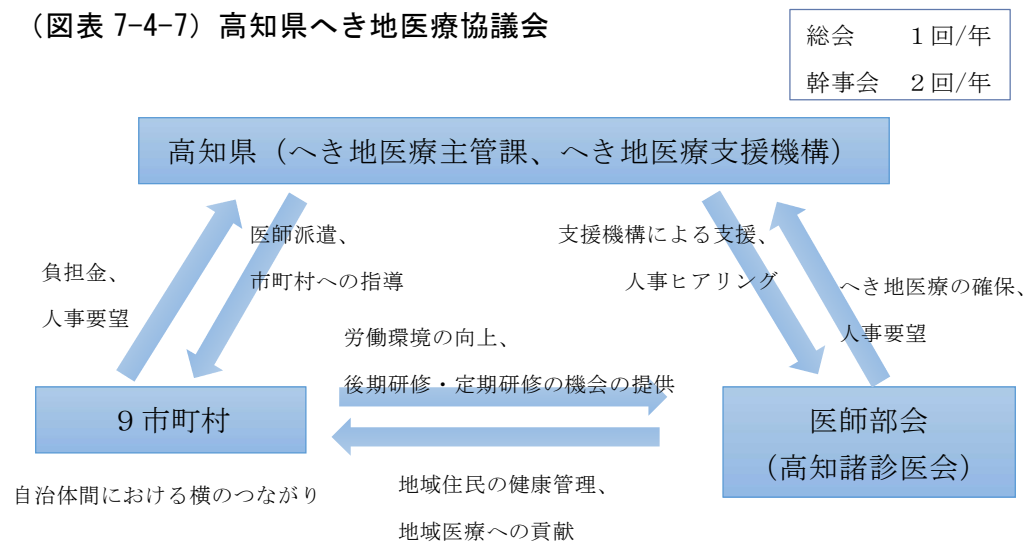 （図表 7-4-7）高知県へき地医療協議会
総会　　１回/年
幹事会　２回/年
高知県（へき地医療主管課、へき地医療支援機構）
医師派遣、
市町村への指導
支援機構による支援、
人事ヒアリング
負担金、
人事要望
へき地医療の確保、
人事要望
労働環境の向上、
後期研修・定期研修の機会の提供
９市町村
医師部会
（高知諸診医会）
自治体間における横のつながり
地域住民の健康管理、
地域医療への貢献